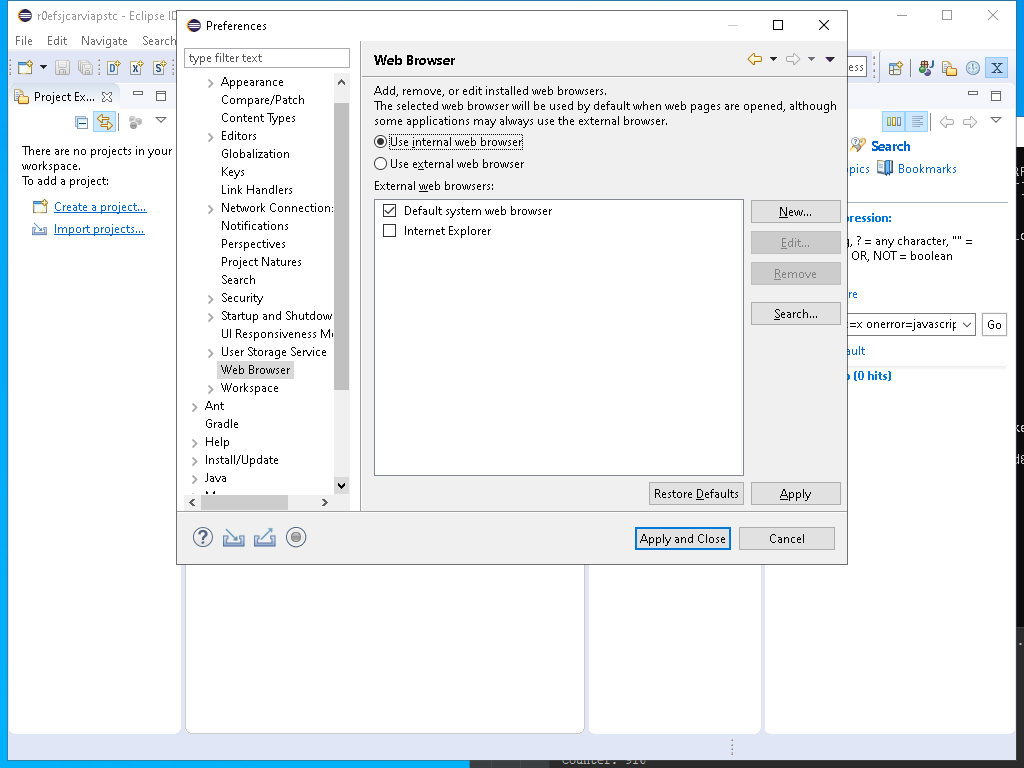 r0efsjcarviapstc - Eclipse ID
File Edit Navigate Search
Project Ex...
There are no projects in your
workspace.
To add a project:
Create a project...
Import projects...
Preferences
type filter text
Appearance
Compare/Patch
Content Types
Editors
Globalization
Keys
Link Handlers
Network Connection:
Notifications
Perspectives
Project Natures
Search
Security
Startup and Shutdow
UI Responsiveness Mo
User Storage Service
Web Browser
Workspace
Ant
Gradle
Help
Install/Update
Java
Web Browser
Add, remove, or edit installed web browsers.
The selected web browser will be used by default when web pages are opened, although
some applications may always use the external browser.
Use internal web browser
Use external web browser
External web browsers:
Default system web browser
Internet Explorer
New...
Edit...
Remove
Search...
Restore Defaults
Apply
Apply and Close
Cancel
ess
Search
pics
Bookmarks
pression:
g, ? = any character, "" =
OR, NOT = boolean
re
=x onerror=javascrip
Go
ault
(0 hits)
Counter: 910